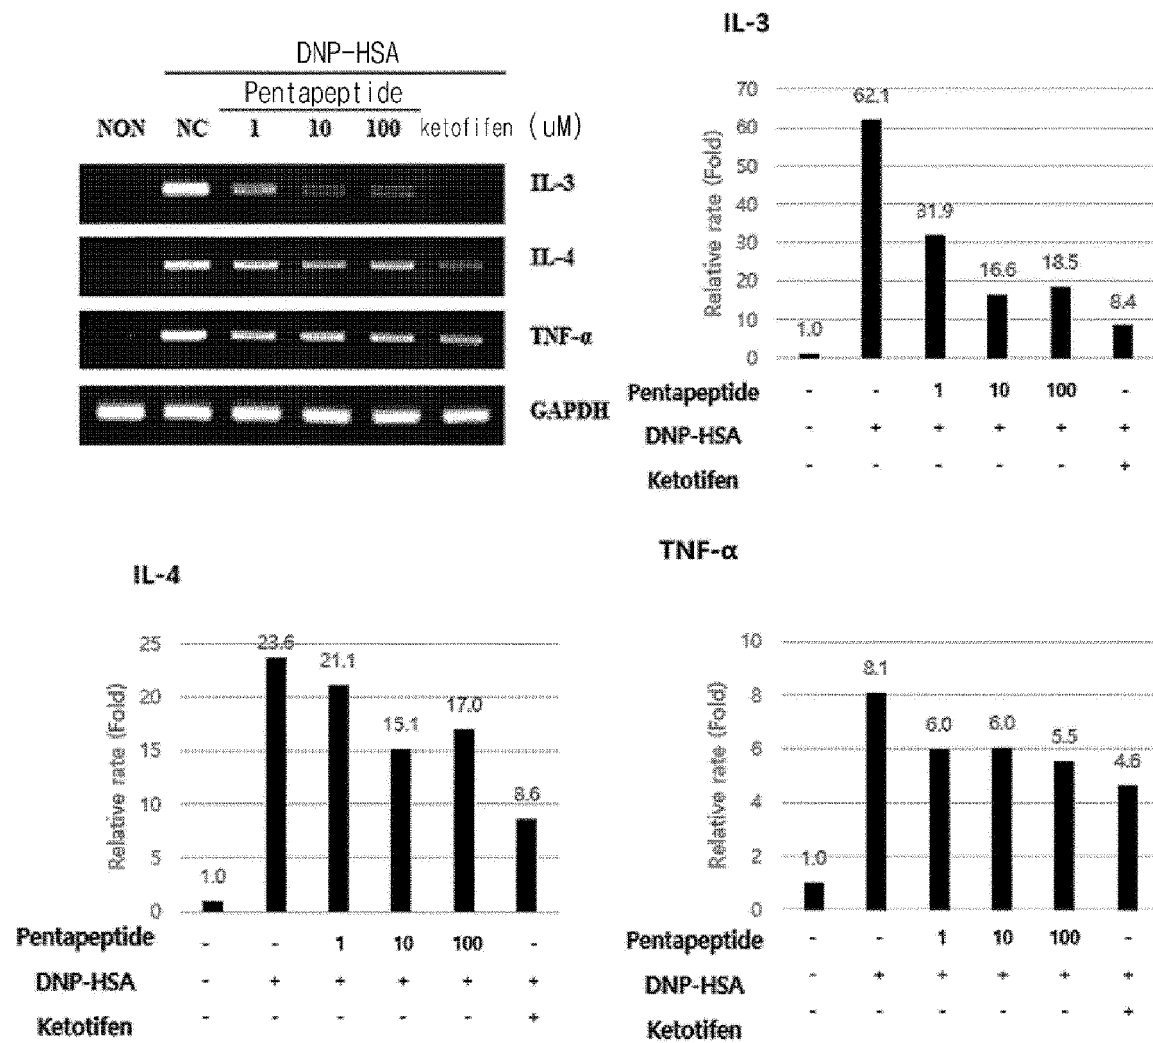 DNP-HSA
Pentapeptide
NON NC 1 10 100 ketofifen (uM)
IL-3
IL-4
TNF-α
GAPDH
IL-3
Relative rate (Fold)
70
60
50
40
30
20
10
0
1.0
62.1
31.9
16.6
18.5
8.4
Pentapeptide - - 1 10 100 -
DNP-HSA - + + + + +
Ketotifen - - - - - +
IL-4
Relative rate (Fold)
25
20
15
10
5
0
1.0
23.6
21.1
15.1
17.0
8.6
Pentapeptide - - 1 10 100 -
DNP-HSA - + + + + +
Ketotifen - - - - - +
TNF-α
Relative rate (Fold)
10
8
6
4
2
0
1.0
8.1
6.0
6.0
5.5
4.6
Pentapeptide - - 1 10 100 -
DNP-HSA - + + + + +
Ketotifen - - - - - +